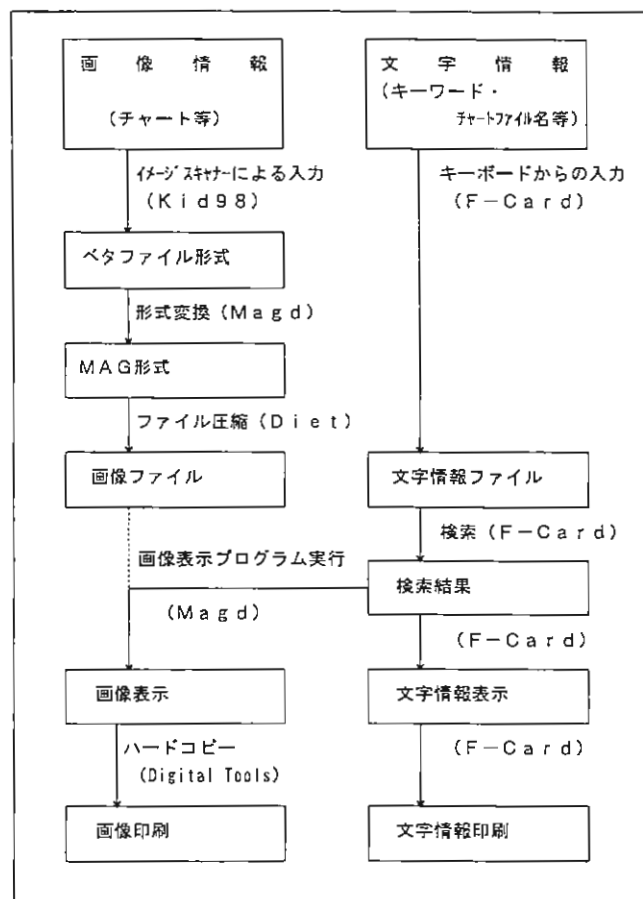 画像情報
(チャート等)
文字情報
(キーワード・
チャートファイル名等)
イメージスキャナーによる入力
(Kid98)
キーボードからの入力
(F－Card)
ベタファイル形式
形式変換(Magd)
MAG形式
ファイル圧縮(Diet)
画像ファイル
文字情報ファイル
検索(F－Card)
画像表示プログラム実行
検索結果
(Magd)
(F－Card)
画像表示
文字情報表示
ハードコピー
(Digital Tools)
(F－Card)
画像印刷
文字情報印刷